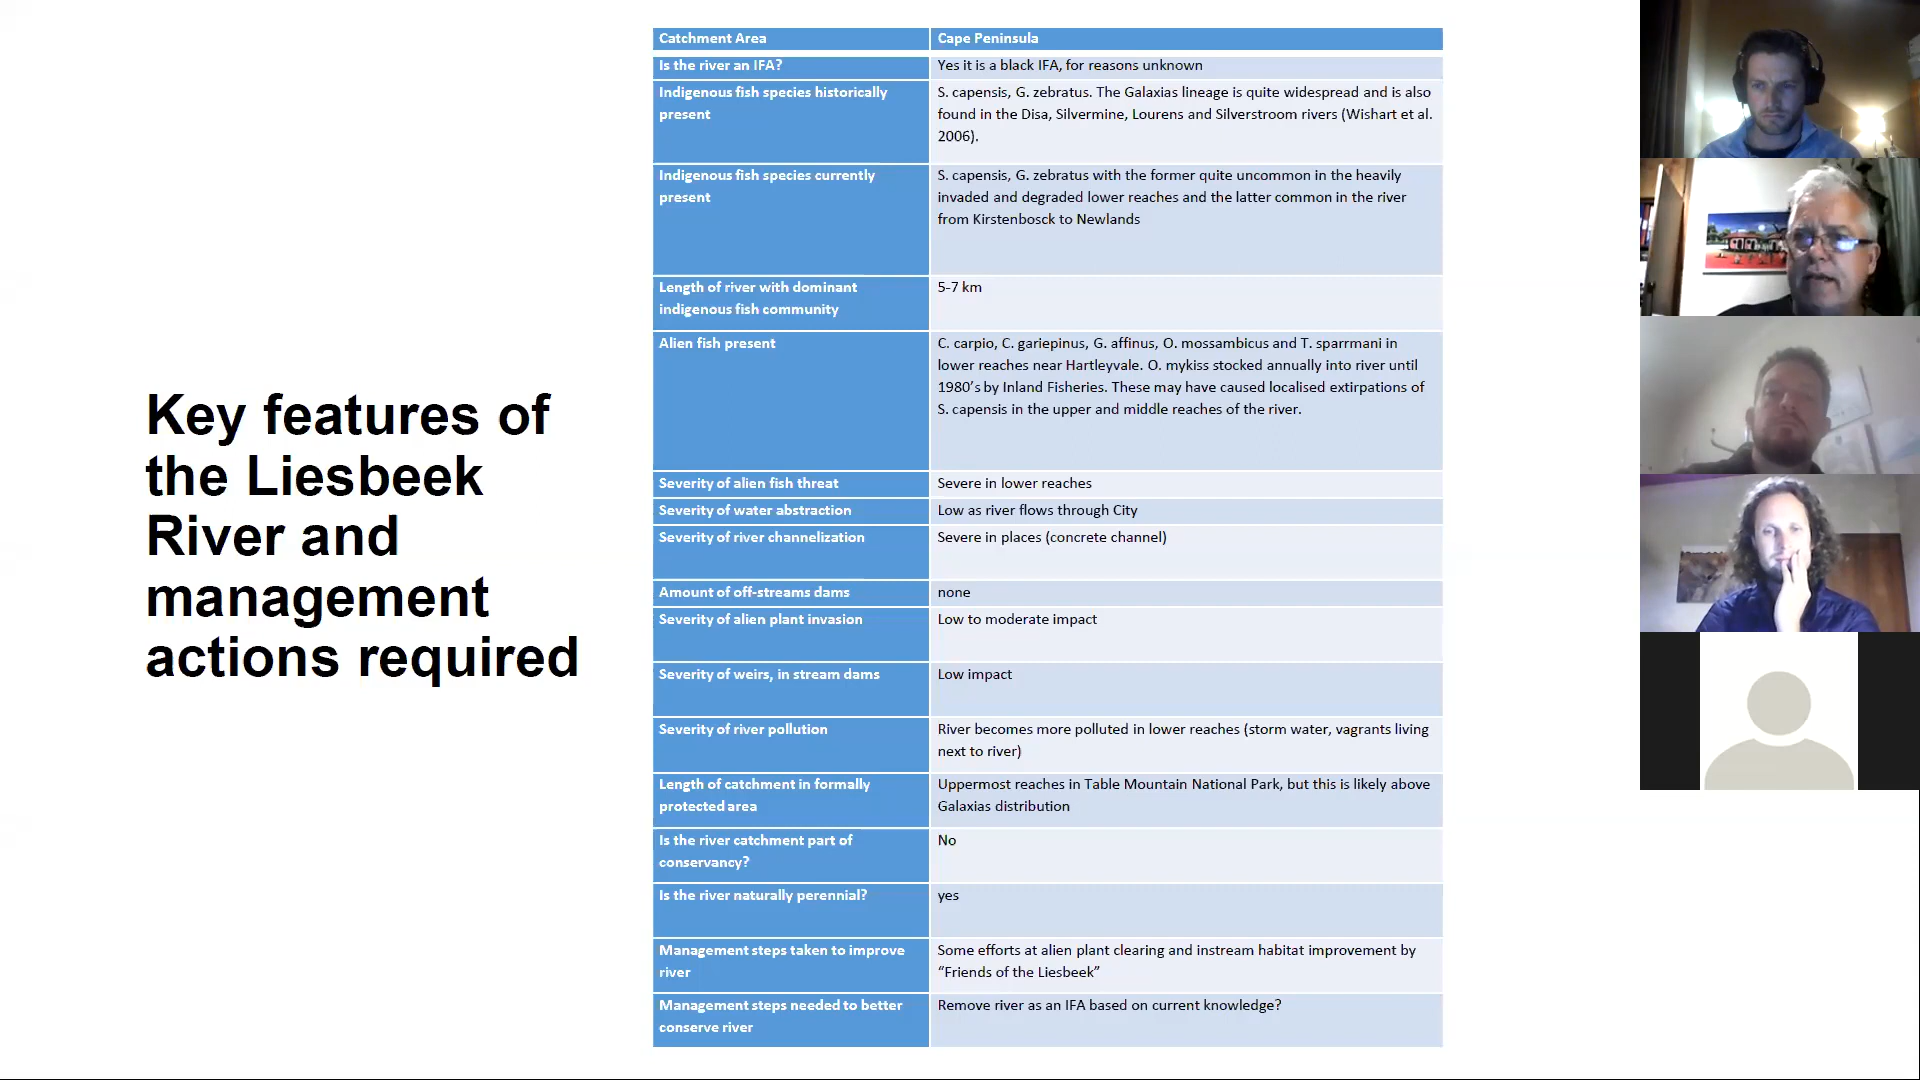 Key features of
the Liesbeek
River and
management
actions required
Catchment Area
Cape Peninsula
Is the river an IFA?
Yes it is a black IFA, for reasons unknown
Indigenous fish species historically
present
S. capensis, G. zebratus. The Galaxias lineage is quite widespread and is also
found in the Disa, Silvermine, Lourens and Silverstroom rivers (Wishart et al.
2006).
Indigenous fish species currently
present
S. capensis, G. zebratus with the former quite uncommon in the heavily
invaded and degraded lower reaches and the latter common in the river
from Kirstenbosck to Newlands
Length of river with dominant
indigenous fish community
5-7 km
Alien fish present
C. carpio, C. gariepinus, G. affinus, O. mossambicus and T. sparrmani in
lower reaches near Hartleyvale. O. mykiss stocked annually into river until
1980’s by Inland Fisheries. These may have caused localised extirpations of
S. capensis in the upper and middle reaches of the river.
Severity of alien fish threat
Severe in lower reaches
Severity of water abstraction
Low as river flows through City
Severity of river channelization
Severe in places (concrete channel)
Amount of off-streams dams
none
Severity of alien plant invasion
Low to moderate impact
Severity of weirs, in stream dams
Low impact
Severity of river pollution
River becomes more polluted in lower reaches (storm water, vagrants living
next to river)
Length of catchment in formally
protected area
Uppermost reaches in Table Mountain National Park, but this is likely above
Galaxias distribution
Is the river catchment part of
conservancy?
No
Is the river naturally perennial?
yes
Management steps taken to improve
river
Some efforts at alien plant clearing and instream habitat improvement by
“Friends of the Liesbeek”
Management steps needed to better
conserve river
Remove river as an IFA based on current knowledge?